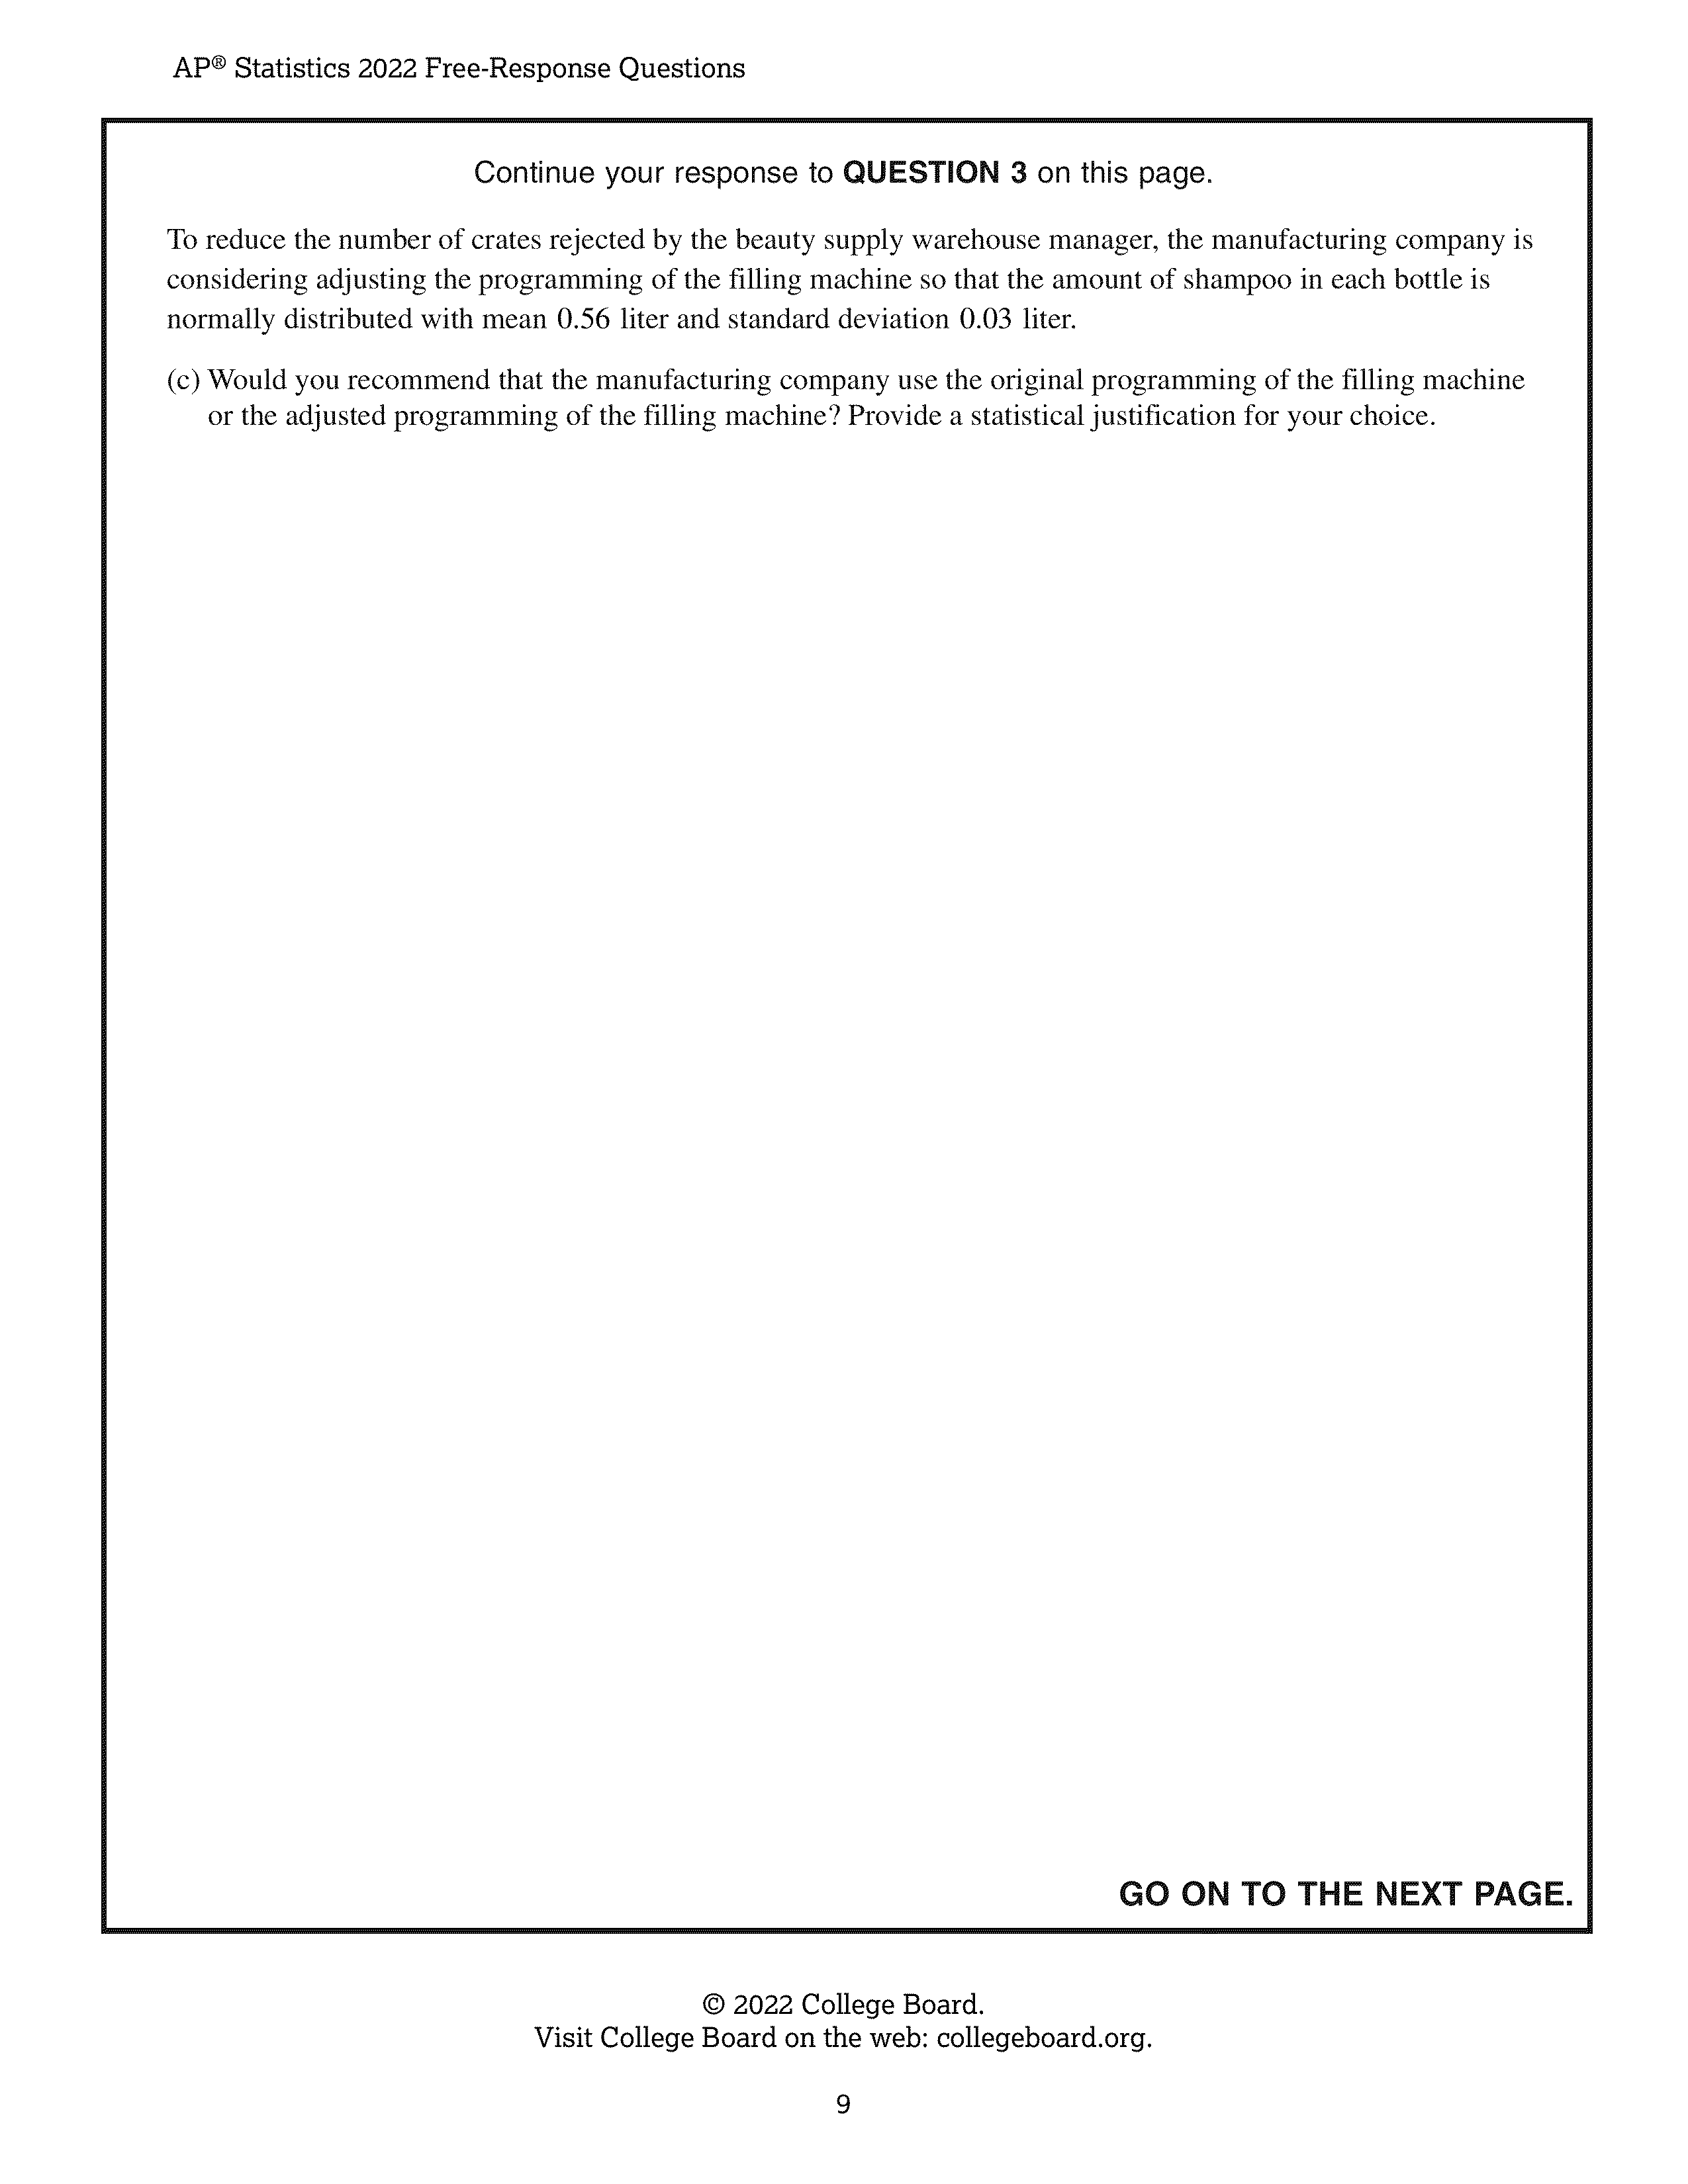 AP® Statistics 2022 Free-Response Questions
Continue your response to QUESTION 3 on this page.
To reduce the number of crates rejected by the beauty supply warehouse manager, the manufacturing company is
considering adjusting the programming of the filling machine so that the amount of shampoo in each bottle is
normally distributed with mean 0.56 liter and standard deviation 0.03 liter.
(c) Would you recommend that the manufacturing company use the original programming of the filling machine
or the adjusted programming of the filling machine? Provide a statistical justification for your choice.
GO ON TO THE NEXT PAGE.
© 2022 College Board.
Visit College Board on the web: collegeboard.org.
9